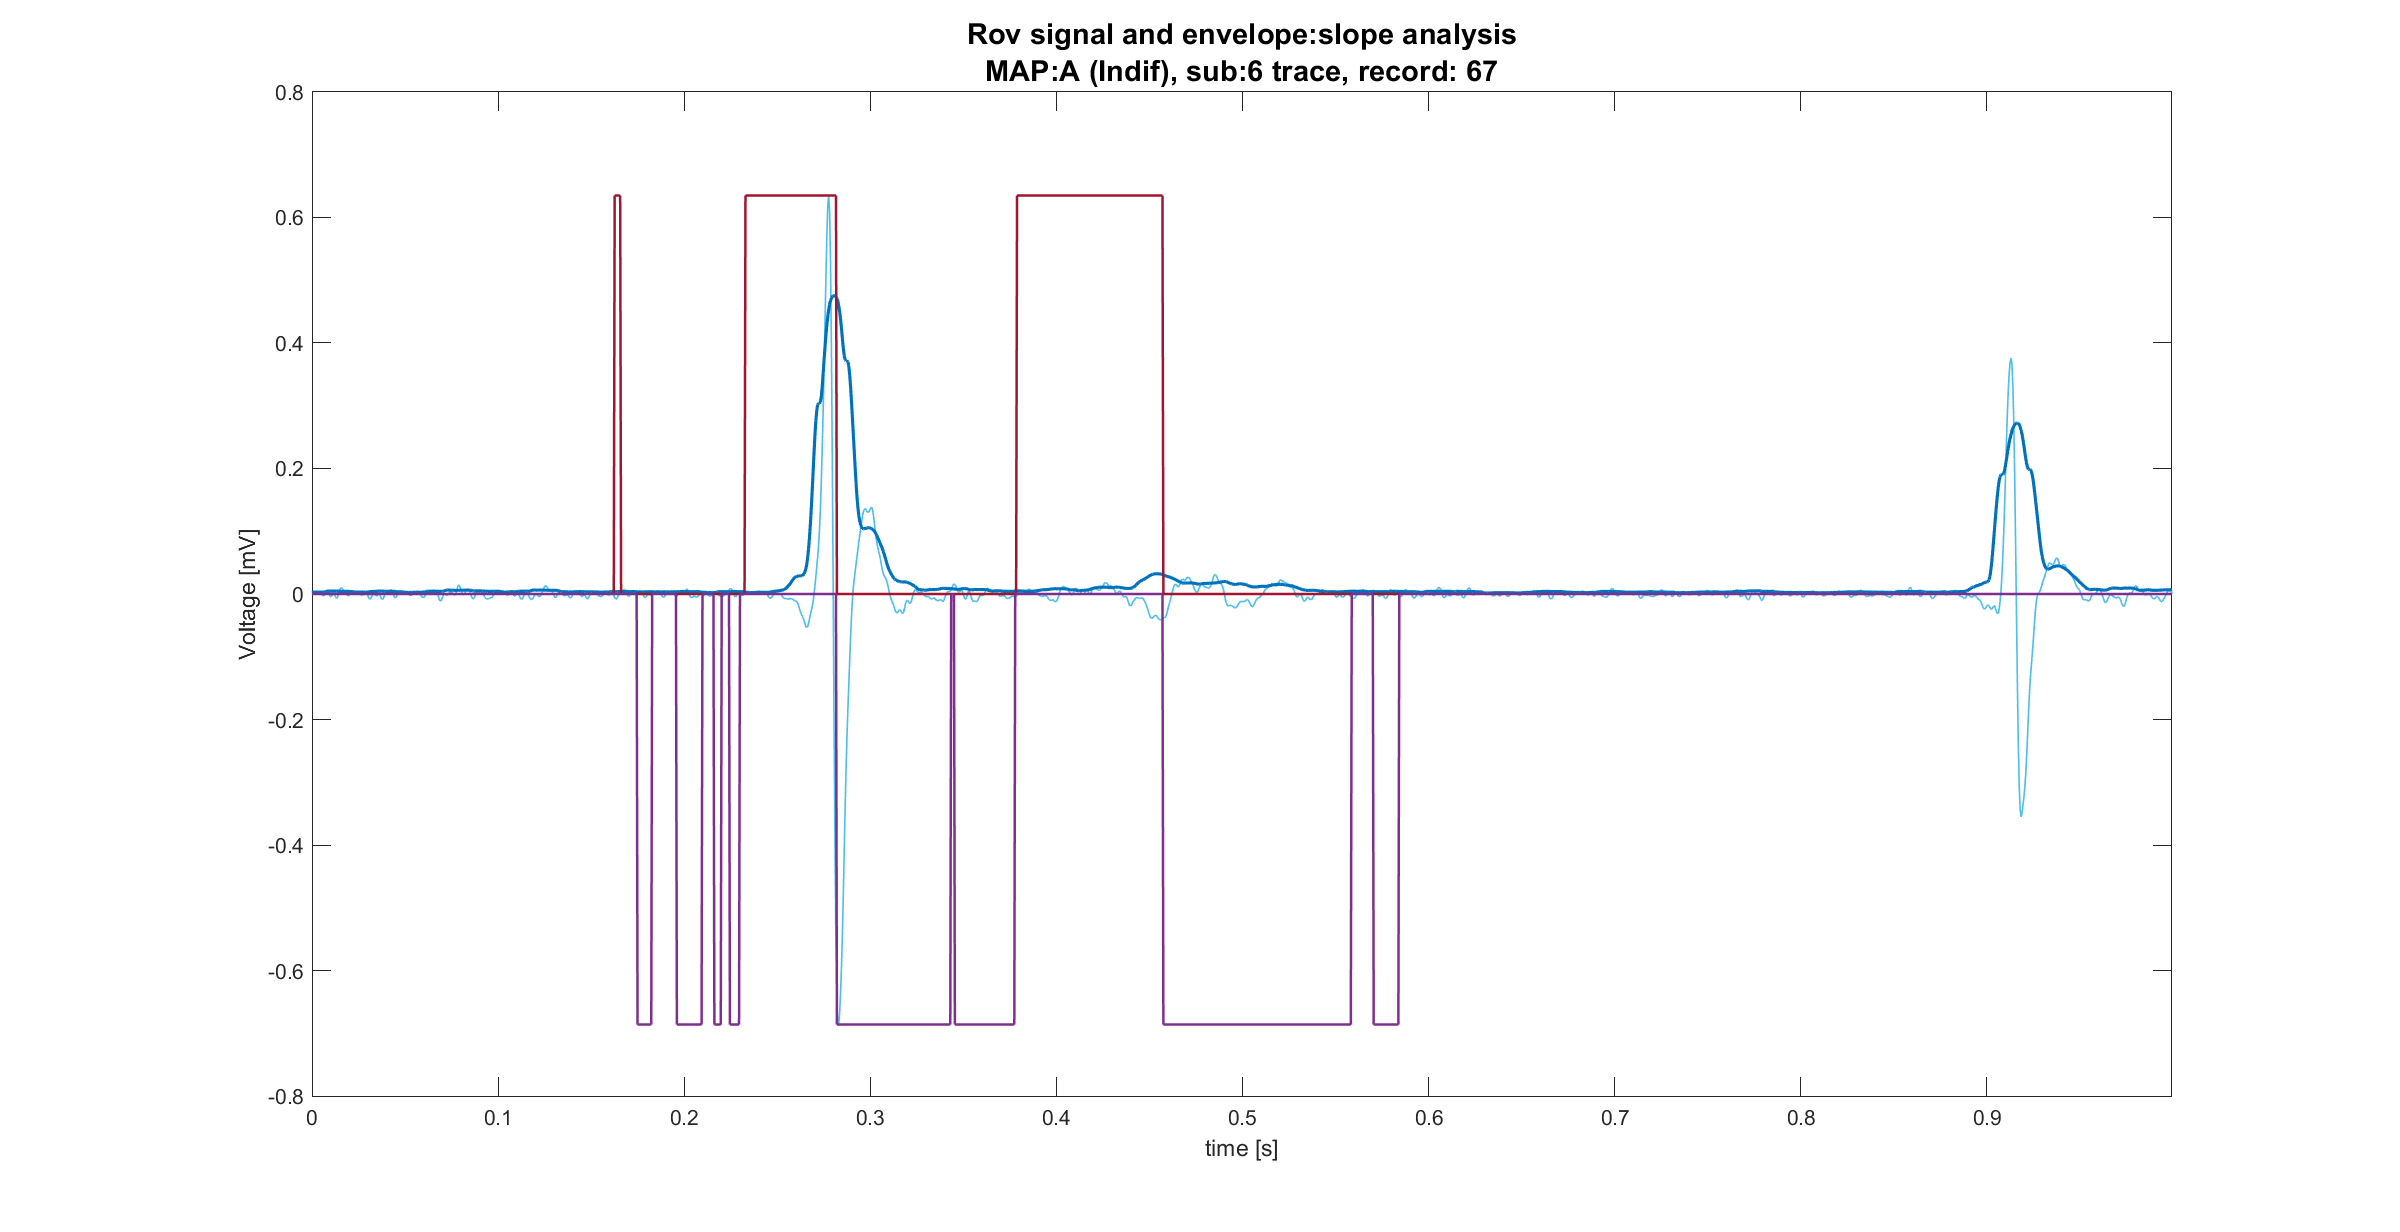 Rov signal and envelope:slope analysis
MAP:A (Indif), sub:6 trace, record: 67
0.8
0.6
0.4
0.2
0
-0.2
-0.4
-0.6
-0.8
Voltage [mV]
0 0.1 0.2 0.3 0.4 0.5 0.6 0.7 0.8 0.9
time [s]